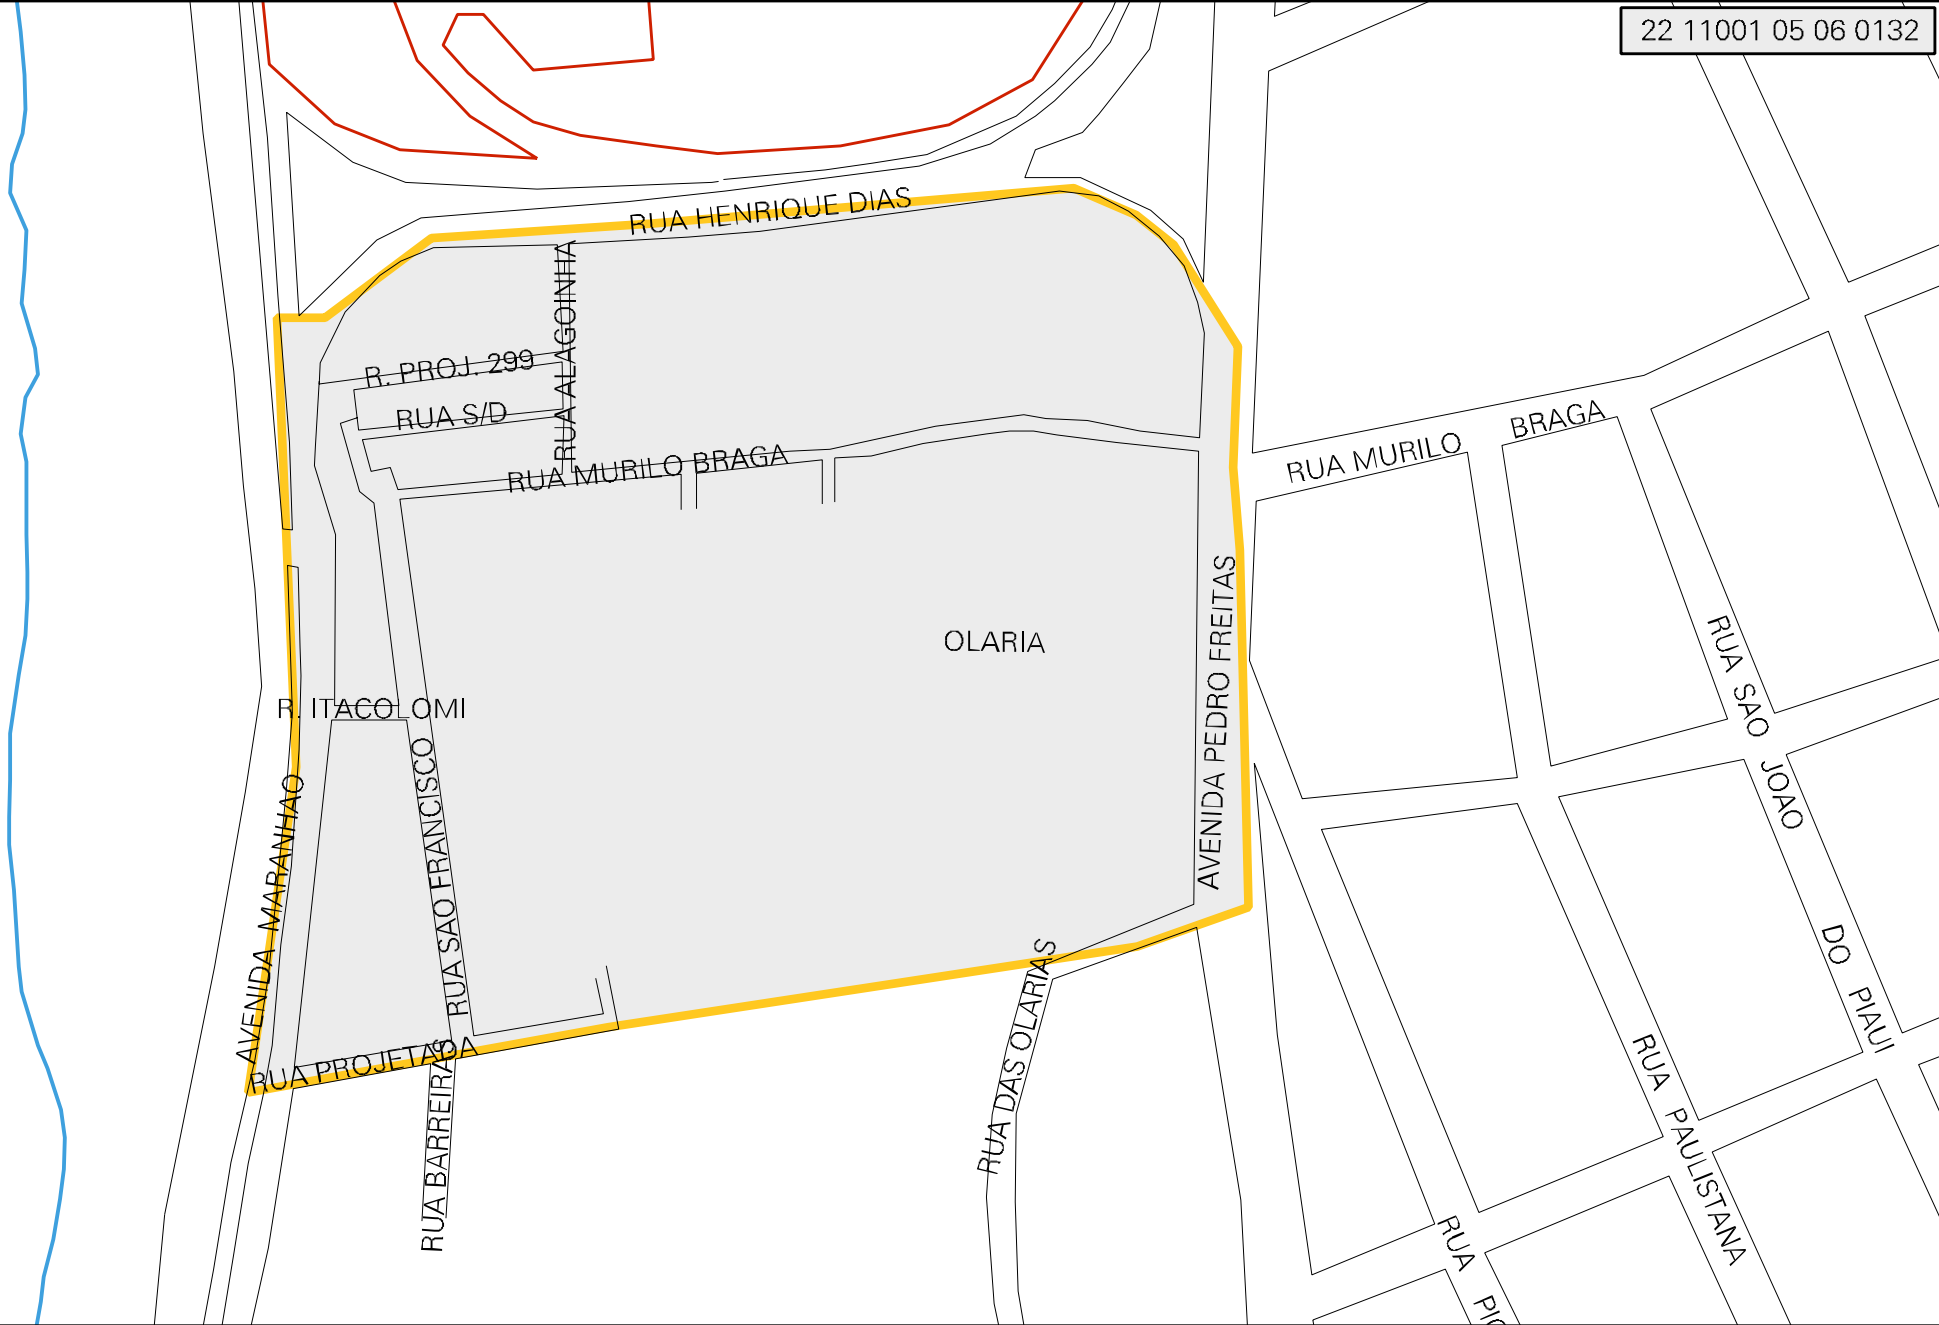 22 11001 05 06 0132
RUA HENRIQUE DIAS
RUA ALAGOINHA
R. PROJ. 299
RUA S/D
RUA MURILO BRAGA
RUA MURILO BRAGA
OLARIA
AVENIDA PEDRO FREITAS
R. ITACOLOMI
RUA SAO FRANCISCO
AVENIDA MARANHAO
RUA PROJETADA
RUA BARREIRAS
RUA DAS OLARIAS
RUA SAO JOAO DO PIAUI
RUA PAULISTANA
RUA